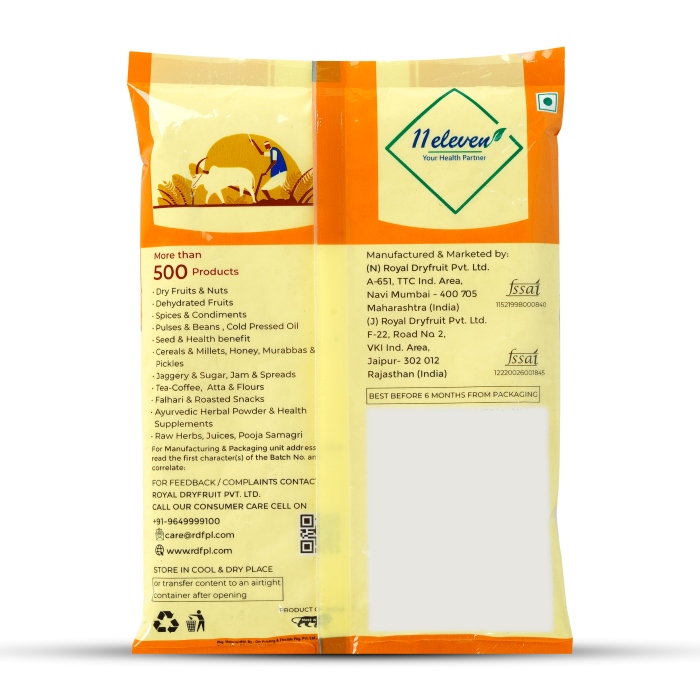 11 eleven
Your Health Partner
More than
500 Products
• Dry Fruits & Nuts
• Dehydrated Fruits
• Spices & Condiments
• Pulses & Beans , Cold Pressed Oil
• Seed & Health benefit
• Cereals & Millets, Honey, Murabbas &
Pickles
• Jaggery & Sugar, Jam & Spreads
• Tea-Coffee, Atta & Flours
• Falhari & Roasted Snacks
• Ayurvedic Herbal Powder & Health
Supplements
• Raw Herbs, Juices, Pooja Samagri
For Manufacturing & Packaging unit address
read the first character(s) of the Batch No. an
correlate:
FOR FEEDBACK / COMPLAINTS CONTAC
ROYAL DRYFRUIT PVT. LTD.
CALL OUR CONSUMER CARE CELL ON
+91-9649999100
care@rdfpl.com
www.rdfpl.com
STORE IN COOL & DRY PLACE
or transfer content to an airtight
container after opening
PRODUCT
Manufactured & Marketed by:
(N) Royal Dryfruit Pvt. Ltd.
A-651, TTC Ind. Area,
Navi Mumbai - 400 705
Maharashtra (India)
(J) Royal Dryfruit Pvt. Ltd.
F-22, Road No. 2,
VKI Ind. Area,
Jaipur- 302 012
Rajasthan (India)
fssai
11521998000840
fssai
12220026001845
BEST BEFORE 6 MONTHS FROM PACKAGING